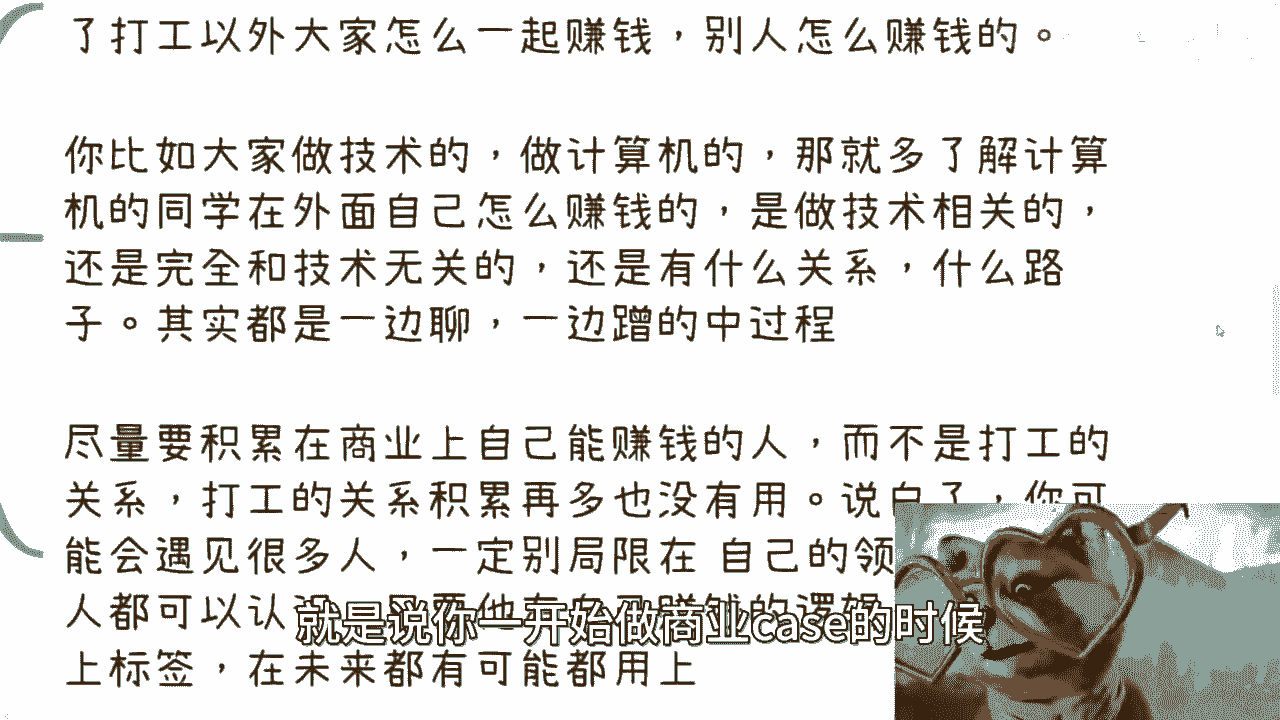 了打工以外大家怎么一起赚钱，别人怎么赚钱的。
你比如大家做技术的，做计算机的，那就多了解计算
机的同学在外面自己怎么赚钱的，是做技术相关的，
还是完全和技术无关的，还是有什么关系，什么路
子。其实都是一边聊，一边蹭的中过程
尽量要积累在商业上自己能赚钱的人，而不是打工的
关系，打工的关系积累再多也没有用。说白了，你可
能会遇见很多人，一定别局限在 自己的领
人都可以认
就是说你一开始做商业case的时候
上标签，在未来都有可能都用上